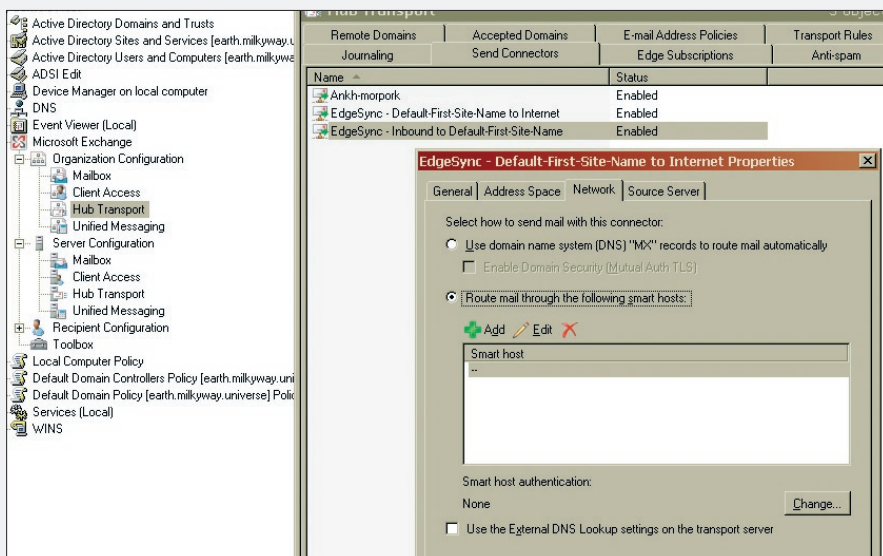 Active Directory Domains and Trusts
Active Directory Sites and Services [earth.milkyway.u
Active Directory Users and Computers [earth.milkywa
ADSI Edit
Device Manager on local computer
DNS
Event Viewer (Local)
Microsoft Exchange
Organization Configuration
Mailbox
Client Access
Hub Transport
Unified Messaging
Server Configuration
Mailbox
Client Access
Hub Transport
Unified Messaging
Recipient Configuration
Toolbox
Local Computer Policy
Default Domain Controllers Policy [earth.milkyway.uni
Default Domain Policy [earth.milkyway.universe] Polic
Services (Local)
WINS
Hub Transport
Remote Domains Accepted Domains E-mail Address Policies Transport Rules
Journaling Send Connectors Edge Subscriptions Anti-spam
Name Status
Ankh-morpork Enabled
EdgeSync - Default-First-Site-Name to Internet Enabled
EdgeSync - Inbound to Default-First-Site-Name Enabled
EdgeSync - Default-First-Site-Name to Internet Properties
General Address Space Network Source Server
Select how to send mail with this connector:
Use domain name system (DNS) "MX" records to route mail automatically
Enable Domain Security (Mutual Auth TLS)
Route mail through the following smart hosts:
Add Edit
Smart host
--
Smart host authentication:
None Change...
Use the External DNS Lookup settings on the transport server